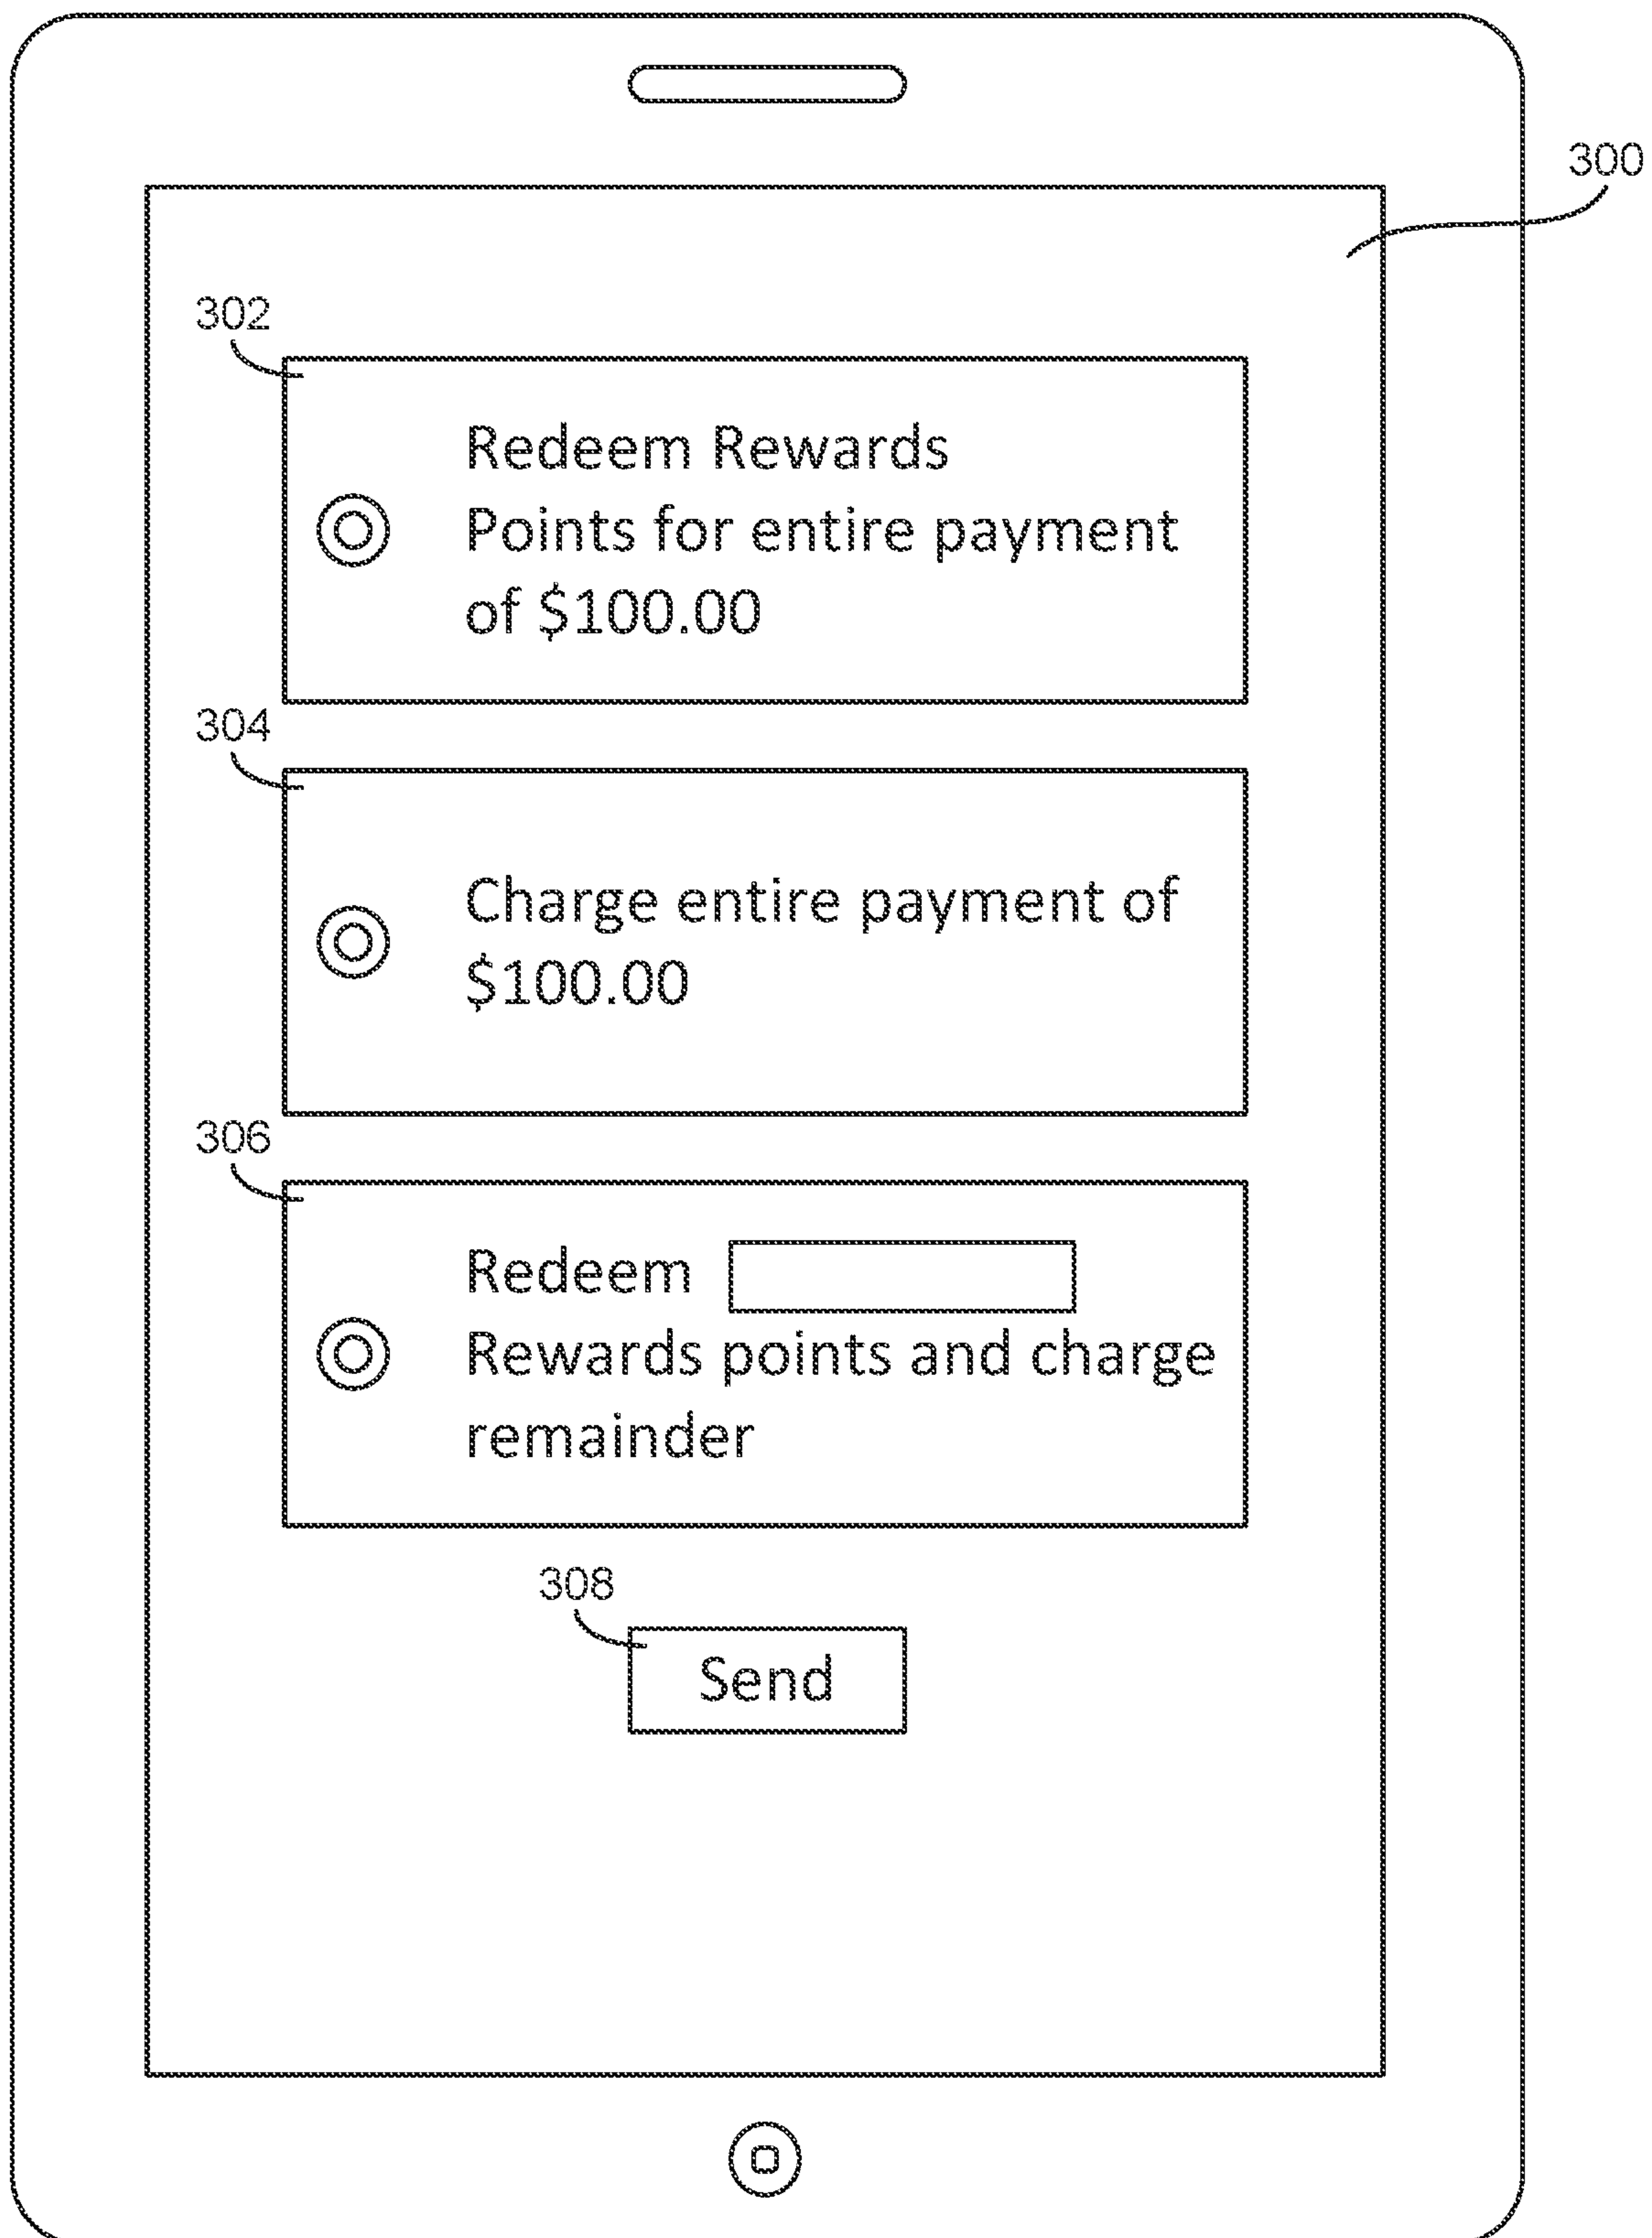 300
302
Redeem Rewards
Points for entire payment
of $100.00
304
Charge entire payment of
$100.00
306
Redeem
Rewards points and charge
remainder
308
Send